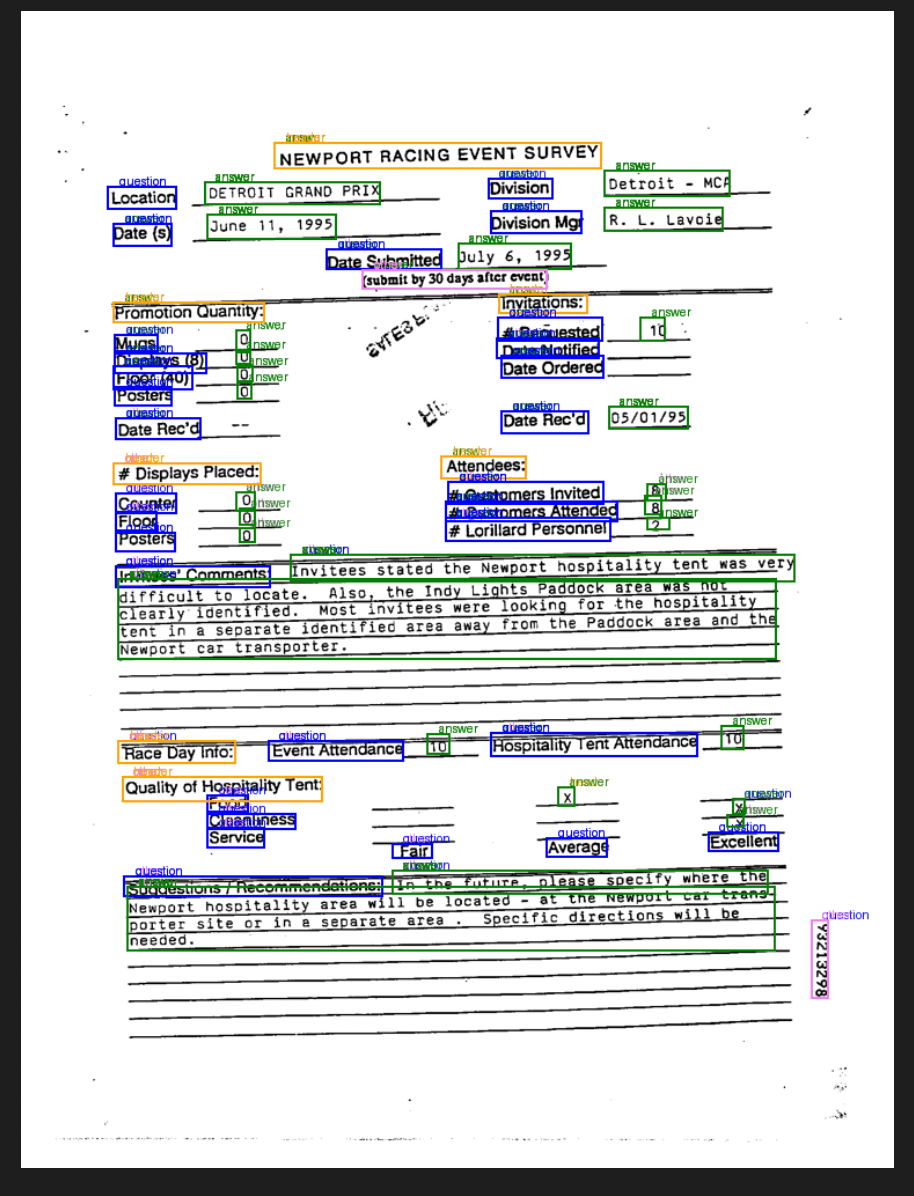 NEWPORT RACING EVENT SURVEY
Location DETROIT GRAND PRIX Division Detroit - MCA
Date (s) June 11, 1995 Division Mgr R. L. Lavoie
Date Submitted July 6, 1995
(submit by 30 days after event)
Promotion Quantity: Invitations:
Mugs 0 # Requested 10
Displays (8) 0 Date Notified
Floor (40) 0 Date Ordered
Posters 0
Date Rec'd -- Date Rec'd 05/01/95
# Displays Placed: Attendees:
Counter 0 # Customers Invited 8
Floor 0 # Customers Attended 8
Posters 0 # Lorillard Personnel 2
Invitees' Comments: Invitees stated the Newport hospitality tent was very
difficult to locate. Also, the Indy Lights Paddock area was not
clearly identified. Most invitees were looking for the hospitality
tent in a separate identified area away from the Paddock area and the
Newport car transporter.
Race Day Info: Event Attendance 10 Hospitality Tent Attendance 10
Quality of Hospitality Tent:
Food x
Cleanliness x
Service x
Fair Average Excellent
Suggestions / Recommendations: In the future, please specify where the
Newport hospitality area will be located - at the Newport car trans-
porter site or in a separate area . Specific directions will be
needed.
93213298